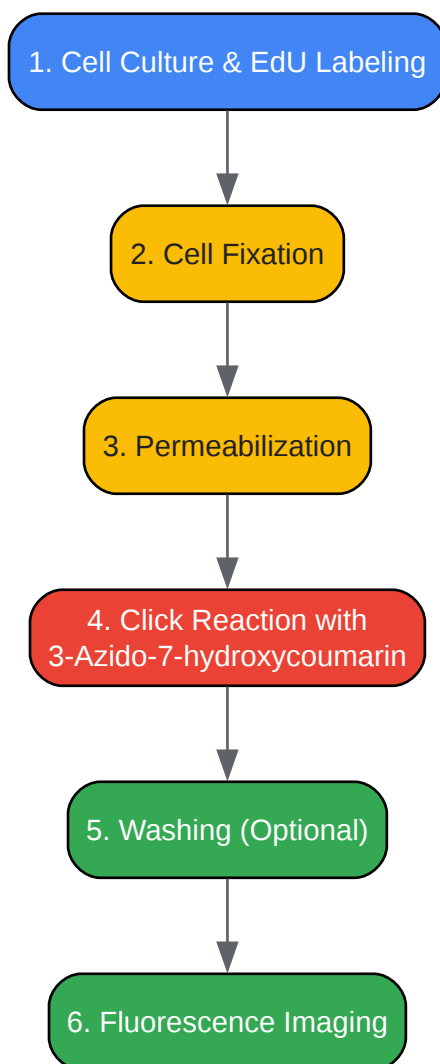 1. Cell Culture & EdU Labeling
2. Cell Fixation
3. Permeabilization
4. Click Reaction with
3-Azido-7-hydroxycoumarin
5. Washing (Optional)
6. Fluorescence Imaging